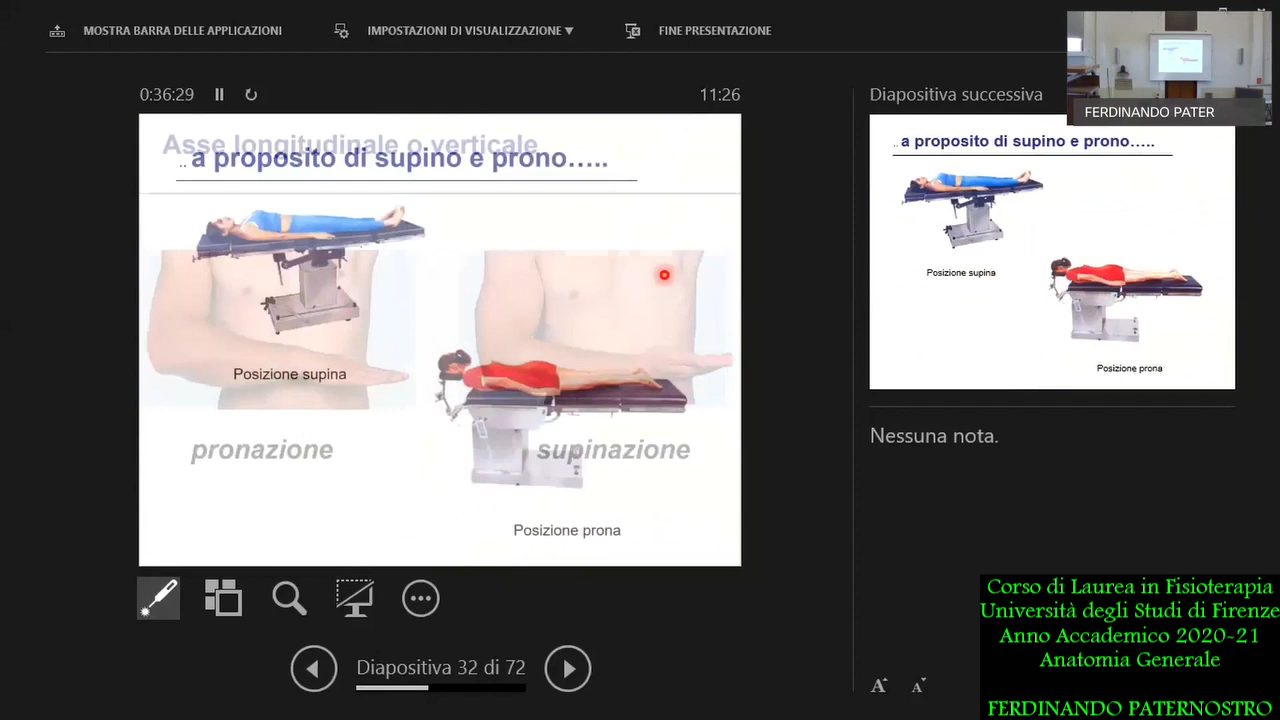 MOSTRA BARRA DELLE APPLICAZIONI
IMPOSTAZIONI DI VISUALIZZAZIONE ▼
FINE PRESENTAZIONE
FERDINANDO PATER
0:36:29
11:26
Diapositiva successiva
Asse longitudinale o verticale
.. a proposito di supino e prono…..
Posizione supina
pronazione
supinazione
Posizione prona
.. a proposito di supino e prono…..
Posizione supina
Posizione prona
Nessuna nota.
Diapositiva 32 di 72
A A
Corso di Laurea in Fisioterapia
Università degli Studi di Firenze
Anno Accademico 2020-21
Anatomia Generale
FERDINANDO PATERNOSTRO